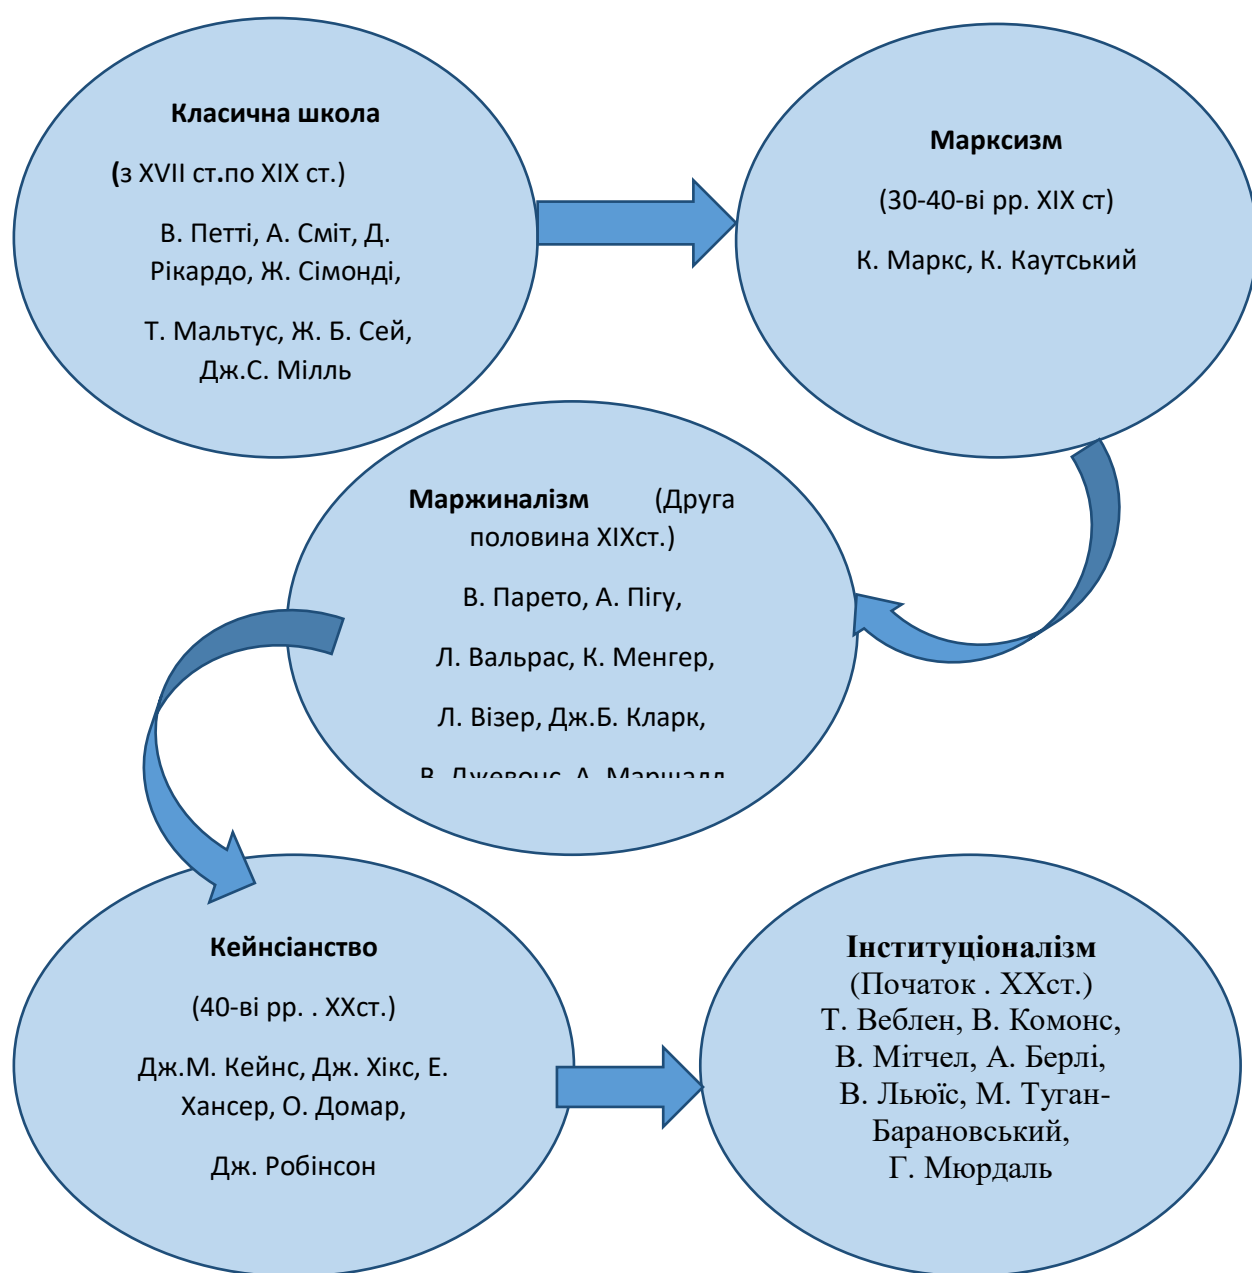 Класична школа
(з XVII ст.по XIX ст.)
В. Петті, А. Сміт, Д.
Рікардо, Ж. Сімонді,
Т. Мальтус, Ж. Б. Сей,
Дж.С. Мілль
Марксизм
(30-40-ві рр. XIX ст)
К. Маркс, К. Каутський
Маржиналізм (Друга
половина XIXст.)
В. Парето, А. Пігу,
Л. Вальрас, К. Менгер,
Л. Візер, Дж.Б. Кларк,
В. Джевонс, А. Маршалл
Кейнсіанство
(40-ві рр. . XXст.)
Дж.М. Кейнс, Дж. Хікс, Е.
Хансер, О. Домар,
Дж. Робінсон
Інституціоналізм
(Початок . XXст.)
Т. Веблен, В. Комонс,
В. Мітчел, А. Берлі,
В. Льюїс, М. Туган-
Барановський,
Г. Мюрдаль